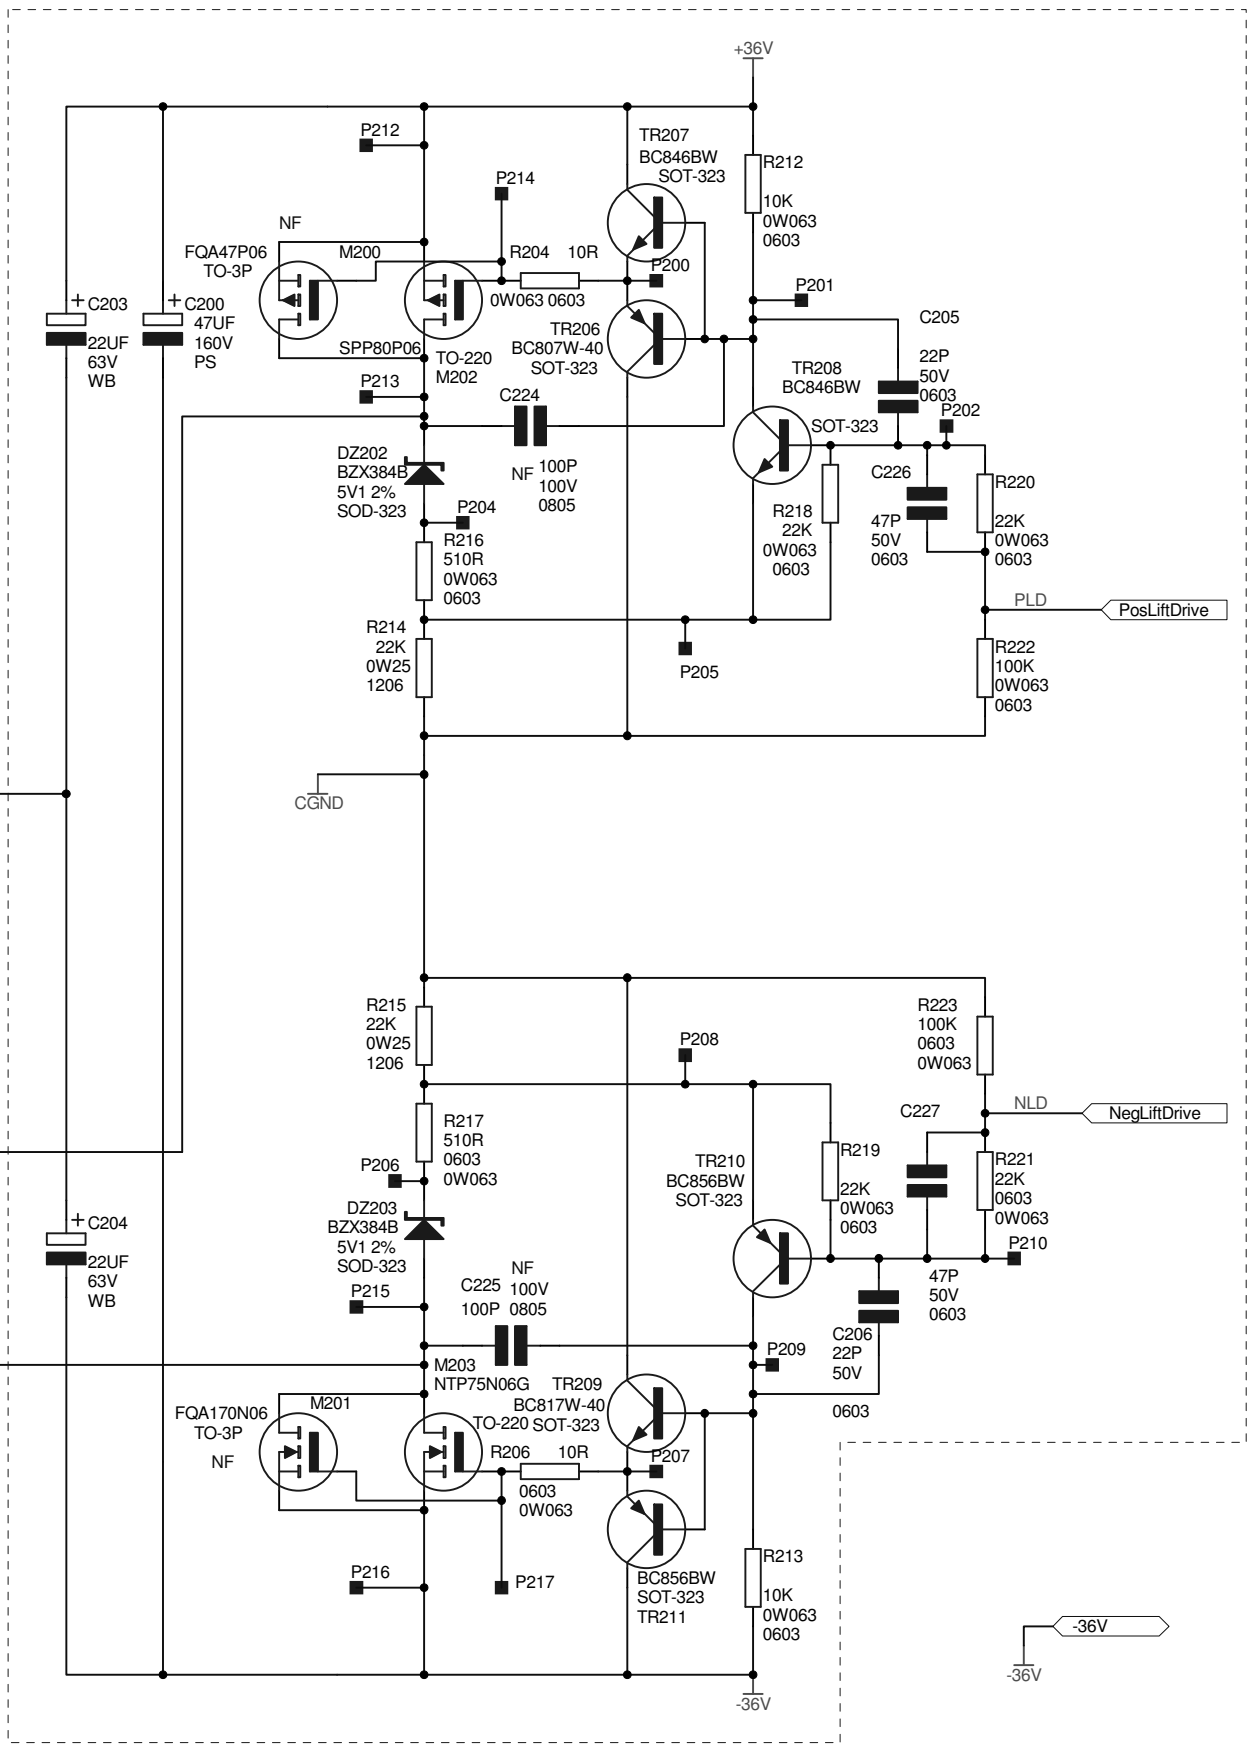 +36V
P212
TR207
BC846BW
SOT-323
R212
10K
0W063
0603
P214
NF
FQA47P06
TO-3P
M200
R204
10R
0W063 0603
P200
P201
C203
22UF
63V
WB
C200
47UF
160V
PS
SPP80P06
TO-220
M202
TR206
BC807W-40
SOT-323
C205
22P
50V
0603
TR208
BC846BW
SOT-323
P202
P213
C224
NF
100P
100V
0805
DZ202
BZX384B
5V1 2%
SOD-323
P204
C226
47P
50V
0603
R220
22K
0W063
0603
R218
22K
0W063
0603
R216
510R
0W063
0603
PLD
PosLiftDrive
R214
22K
0W25
1206
P205
R222
100K
0W063
0603
CGND
R215
22K
0W25
1206
P208
R223
100K
0603
0W063
NLD
NegLiftDrive
C227
R217
510R
0603
0W063
P206
TR210
BC856BW
SOT-323
R219
22K
0W063
0603
R221
22K
0603
0W063
P210
C204
22UF
63V
WB
DZ203
BZX384B
5V1 2%
SOD-323
P215
C225
100P
NF
100V
0805
47P
50V
0603
C206
22P
50V
0603
P209
M203
NTP75N06G
TO-220
TR209
BC817W-40
SOT-323
FQA170N06
TO-3P
NF
M201
R206
10R
0603
0W063
P207
P216
P217
BC856BW
SOT-323
TR211
R213
10K
0W063
0603
-36V
-36V
-36V